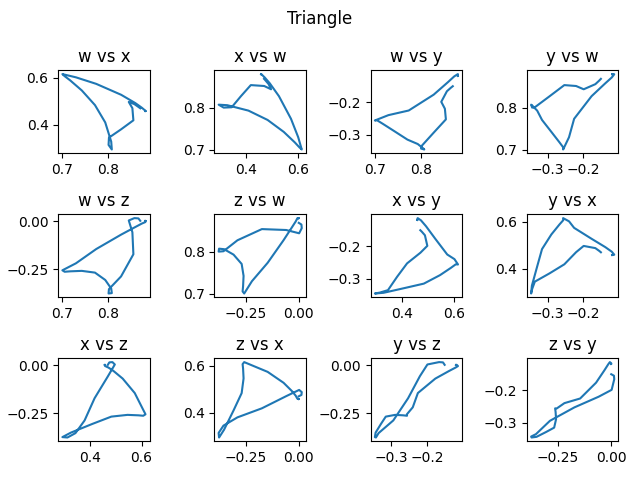 Triangle
w vs x
x vs w
w vs y
y vs w
0.6
0.4
0.7 0.8
0.8
0.7
0.4 0.6
−0.2
−0.3
0.7 0.8
0.8
0.7
−0.3 −0.2
w vs z
z vs w
x vs y
y vs x
0.00
−0.25
0.7 0.8
0.8
0.7
−0.25 0.00
−0.2
−0.3
0.4 0.6
0.6
0.4
−0.3 −0.2
x vs z
z vs x
y vs z
z vs y
0.00
−0.25
0.4 0.6
0.6
0.4
−0.25 0.00
0.00
−0.25
−0.3 −0.2
−0.2
−0.3
−0.25 0.00